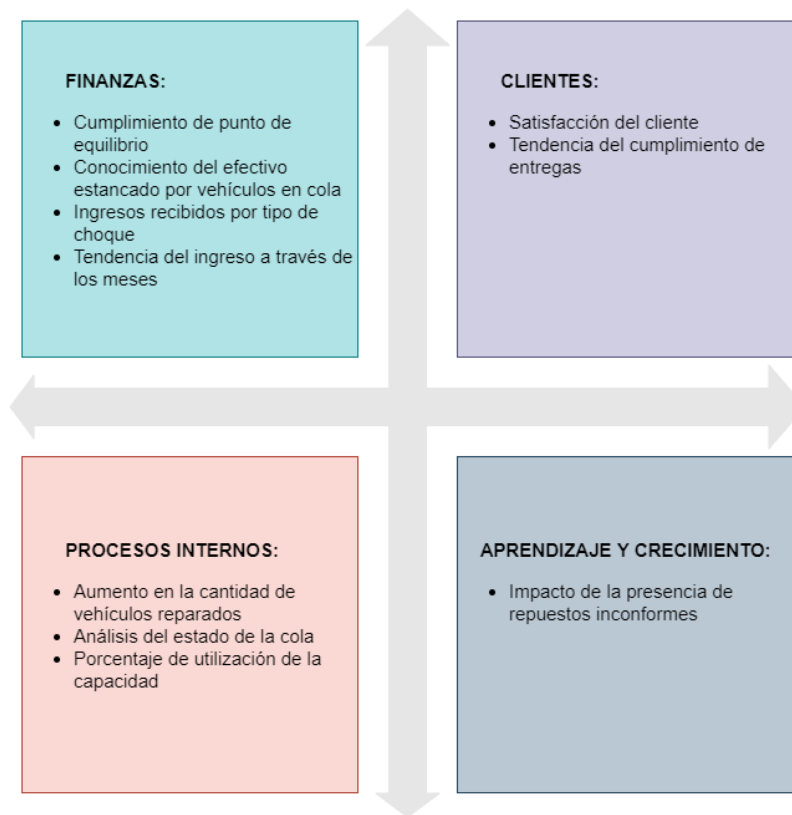 FINANZAS:
• Cumplimiento de punto de
equilibrio
• Conocimiento del efectivo
estancado por vehículos en cola
• Ingresos recibidos por tipo de
choque
• Tendencia del ingreso a través de
los meses
CLIENTES:
• Satisfacción del cliente
• Tendencia del cumplimiento de
entregas
PROCESOS INTERNOS:
• Aumento en la cantidad de
vehículos reparados
• Análisis del estado de la cola
• Porcentaje de utilización de la
capacidad
APRENDIZAJE Y CRECIMIENTO:
• Impacto de la presencia de
repuestos inconformes